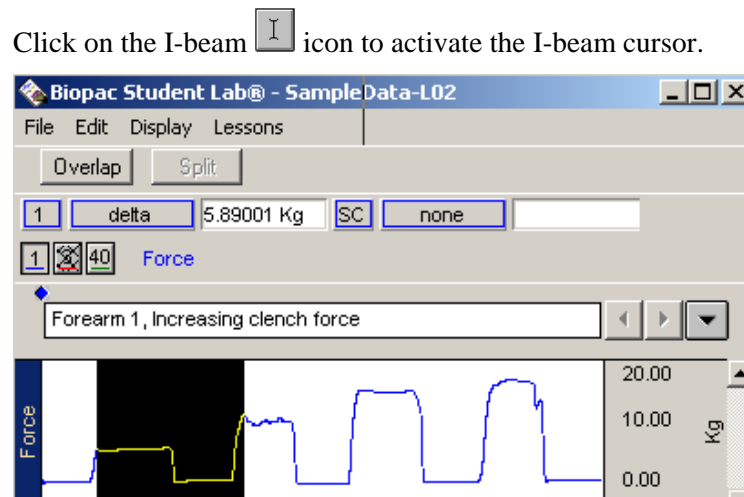 Click on the I-beam I icon to activate the I-beam cursor.
Biopac Student Lab® - SampleData-L02
File Edit Display Lessons
Overlap Split
1 delta 5.89001 Kg SC none
1 3 40 Force
Forearm 1, Increasing clench force
20.00
10.00
0.00
Force
Kg